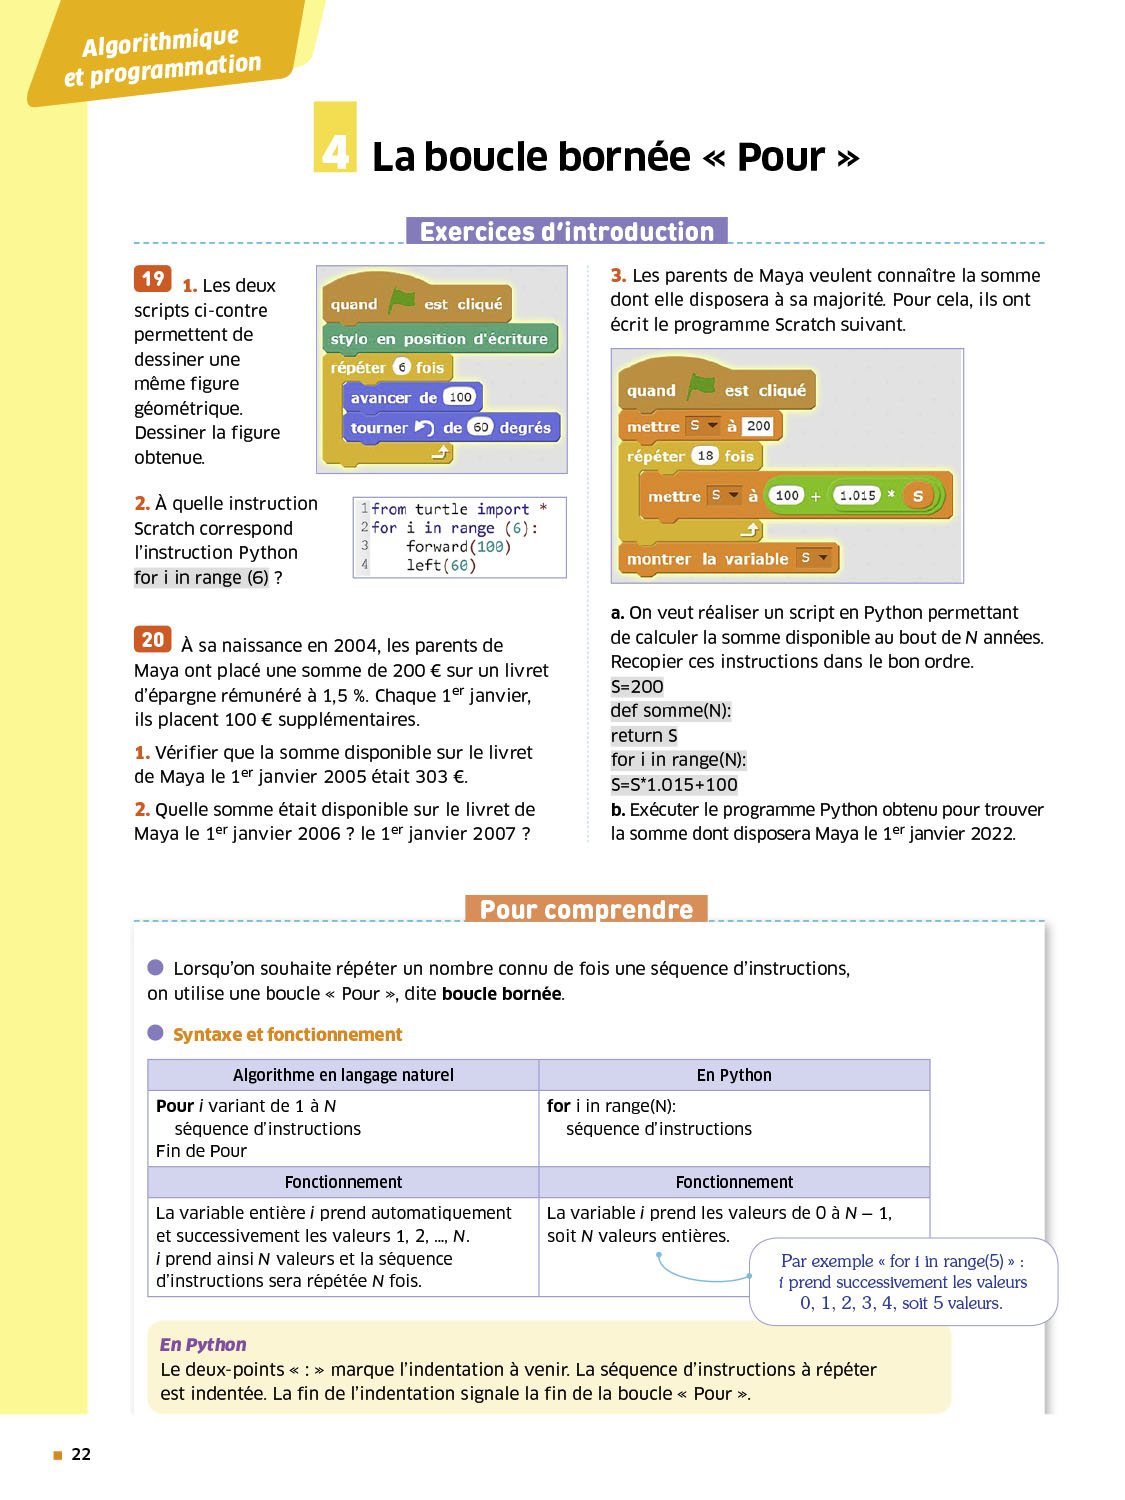 Algorithmique
et programmation
4 La boucle bornée « Pour »
Exercices d'introduction
19 1. Les deux
scripts ci-contre
permettent de
dessiner une
même figure
géométrique.
Dessiner la figure
obtenue.
quand est cliqué
stylo en position d'écriture
répéter 6 fois
avancer de 100
tourner de 60 degrés
2. À quelle instruction
Scratch correspond
l'instruction Python
for i in range (6) ?
1 from turtle import *
2 for i in range (6):
3 forward(100)
4 left(60)
20 À sa naissance en 2004, les parents de
Maya ont placé une somme de 200 € sur un livret
d'épargne rémunéré à 1,5 %. Chaque 1er janvier,
ils placent 100 € supplémentaires.
1. Vérifier que la somme disponible sur le livret
de Maya le 1er janvier 2005 était 303 €.
2. Quelle somme était disponible sur le livret de
Maya le 1er janvier 2006 ? le 1er janvier 2007 ?
3. Les parents de Maya veulent connaître la somme
dont elle disposera à sa majorité. Pour cela, ils ont
écrit le programme Scratch suivant.
quand est cliqué
mettre S à 200
répéter 18 fois
mettre S à 100 + 1.015 * S
montrer la variable S
a. On veut réaliser un script en Python permettant
de calculer la somme disponible au bout de N années.
Recopier ces instructions dans le bon ordre.
S=200
def somme(N):
return S
for i in range(N):
S=S*1.015+100
b. Exécuter le programme Python obtenu pour trouver
la somme dont disposera Maya le 1er janvier 2022.
Pour comprendre
Lorsqu'on souhaite répéter un nombre connu de fois une séquence d'instructions,
on utilise une boucle « Pour », dite boucle bornée.
Syntaxe et fonctionnement
Algorithme en langage naturel
En Python
Pour i variant de 1 à N
séquence d'instructions
Fin de Pour
for i in range(N):
séquence d'instructions
Fonctionnement
Fonctionnement
La variable entière i prend automatiquement
et successivement les valeurs 1, 2, ..., N.
i prend ainsi N valeurs et la séquence
d'instructions sera répétée N fois.
La variable i prend les valeurs de 0 à N – 1,
soit N valeurs entières.
Par exemple « for i in range(5) » :
i prend successivement les valeurs
0, 1, 2, 3, 4, soit 5 valeurs.
En Python
Le deux-points « : » marque l'indentation à venir. La séquence d'instructions à répéter
est indentée. La fin de l'indentation signale la fin de la boucle « Pour ».
22